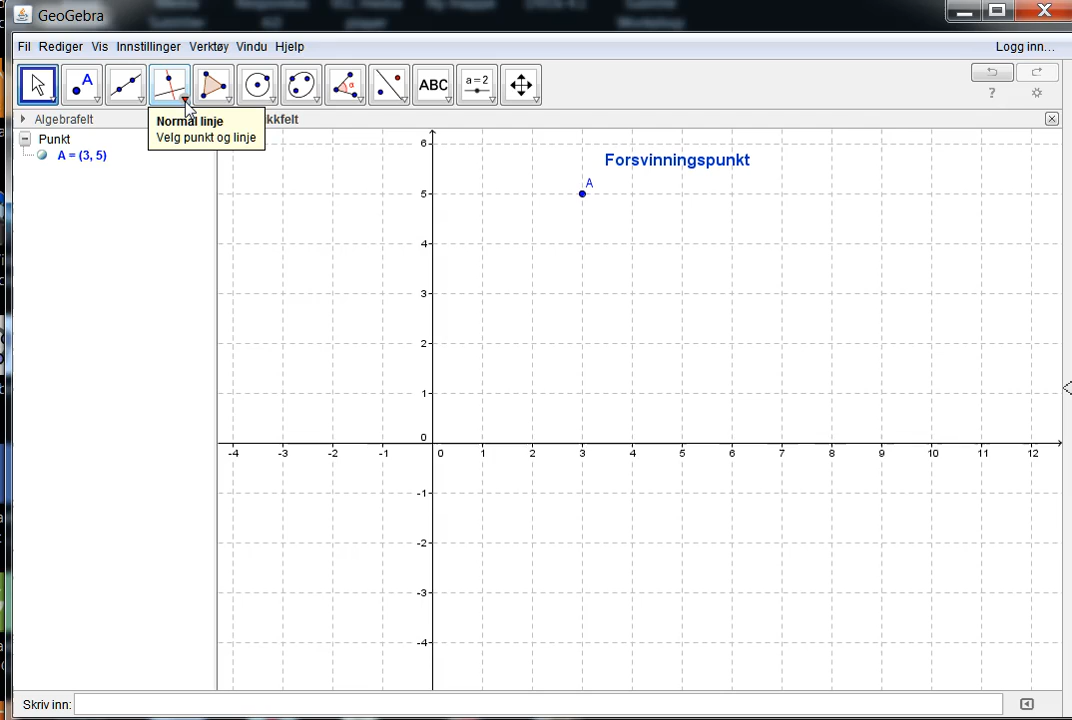 GeoGebra
Fil Rediger Vis Innstillinger Verktøy Vindu Hjelp Logg inn...
A α ABC a=2
?
Normal linje
Velg punkt og linje
Algebrafelt kkfelt
Punkt
A = (3, 5)
Forsvinningspunkt
A
6
5
4
3
2
1
0
-4 -3 -2 -1 0 1 2 3 4 5 6 7 8 9 10 11 12
-1
-2
-3
-4
Skriv inn: